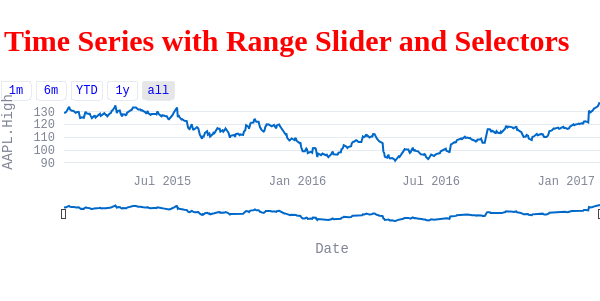 Time Series with Range Slider and Selectors
1m 6m YTD 1y all
AAPL.High
130
120
110
100
90
Jul 2015 Jan 2016 Jul 2016 Jan 2017
Date